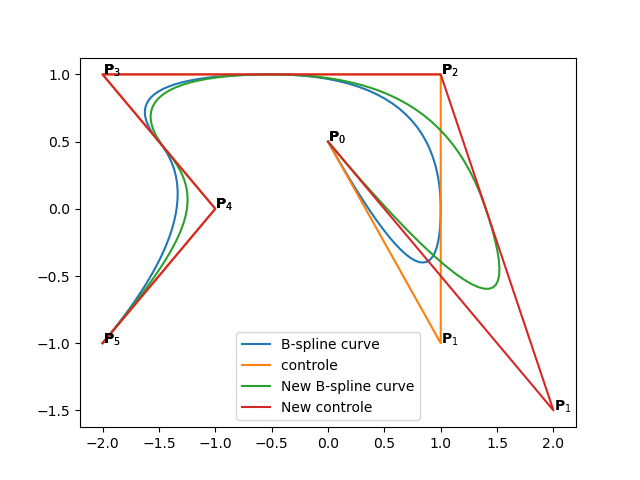 P3
P2
1.0
0.5
P0
0.0
P4
−0.5
P5
P1
−1.0
B-spline curve
controle
New B-spline curve
New controle
P1
−1.5
−2.0 −1.5 −1.0 −0.5 0.0 0.5 1.0 1.5 2.0